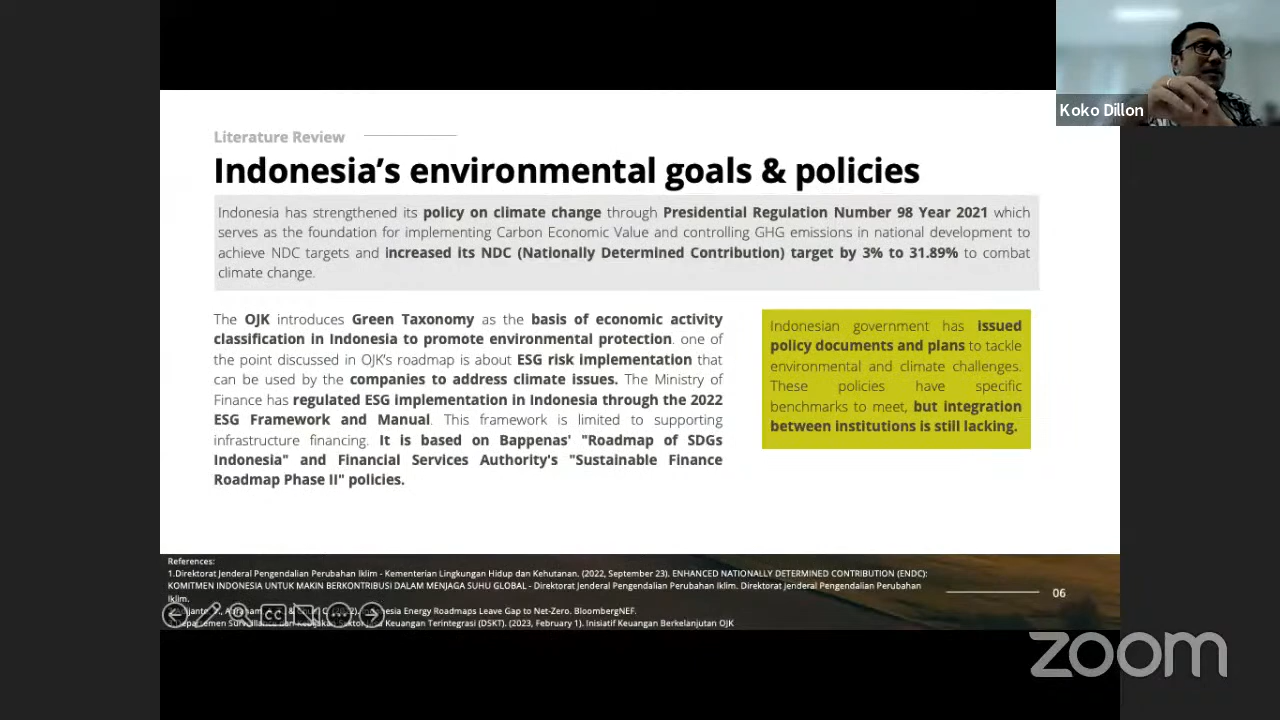 Koko Dillon
Literature Review
Indonesia's environmental goals & policies
Indonesia has strengthened its policy on climate change through Presidential Regulation Number 98 Year 2021 which
serves as the foundation for implementing Carbon Economic Value and controlling GHG emissions in national development to
achieve NDC targets and increased its NDC (Nationally Determined Contribution) target by 3% to 31.89% to combat
climate change.
The OJK introduces Green Taxonomy as the basis of economic activity
classification in Indonesia to promote environmental protection. one of
the point discussed in OJK's roadmap is about ESG risk implementation that
can be used by the companies to address climate issues. The Ministry of
Finance has regulated ESG implementation in Indonesia through the 2022
ESG Framework and Manual. This framework is limited to supporting
infrastructure financing. It is based on Bappenas' "Roadmap of SDGs
Indonesia" and Financial Services Authority's "Sustainable Finance
Roadmap Phase II" policies.
Indonesian government has issued
policy documents and plans to tackle
environmental and climate challenges.
These policies have specific
benchmarks to meet, but integration
between institutions is still lacking.
References:
1.Direktorat Jenderal Pengendalian Perubahan Iklim - Kementerian Lingkungan Hidup dan Kehutanan. (2022, September 23). ENHANCED NATIONALLY DETERMINED CONTRIBUTION (ENDC):
KOMITMEN INDONESIA UNTUK MAKIN BERKONTRIBUSI DALAM MENJAGA SUHU GLOBAL - Direktorat Jenderal Pengendalian Perubahan Iklim. Direktorat jenderal Pengendalian Perubahan
Iklim.
Energy Roadmaps Leave Gap to Net-Zero. BloombergNEF.
Keuangan Terintegrasi (DSKT). (2023, February 1). Inisiatif Keuangan Berkelanjutan OJK
CC
06
zoom